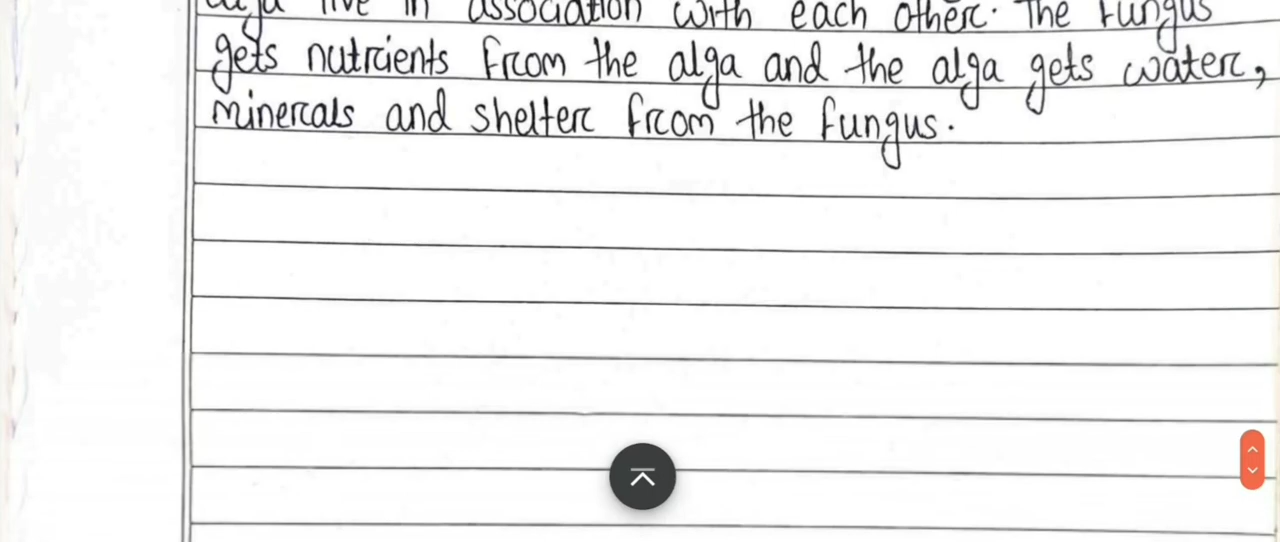 alga live in association with each other. The fungus
gets nutrients from the alga and the alga gets water,
minerals and shelter from the fungus.